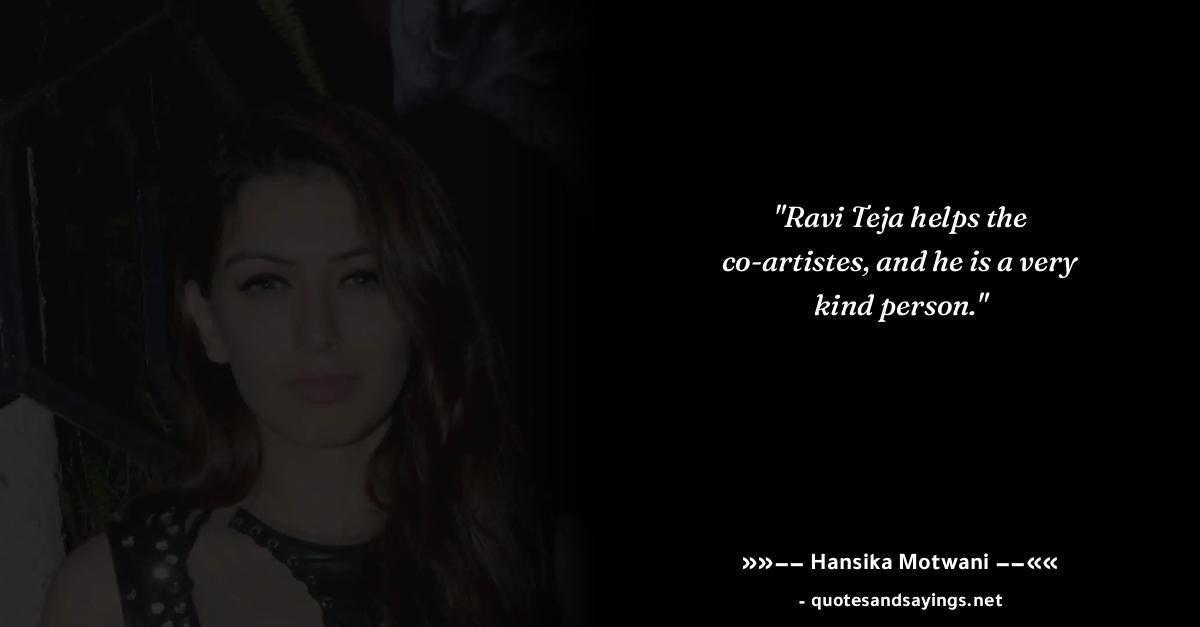 "Ravi Teja helps the
co-artistes, and he is a very
kind person."
»»−− Hansika Motwani −−««
- quotesandsayings.net